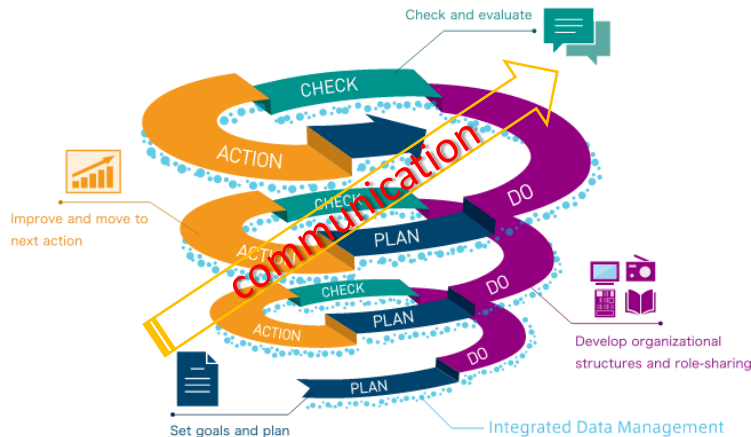 Check and evaluate
CHECK
ACTION
DO
communication
CHECK
Improve and move to
next action
ACTION
PLAN
DO
CHECK
ACTION
PLAN
DO
Develop organizational
structures and role-sharing
PLAN
Set goals and plan
Integrated Data Management